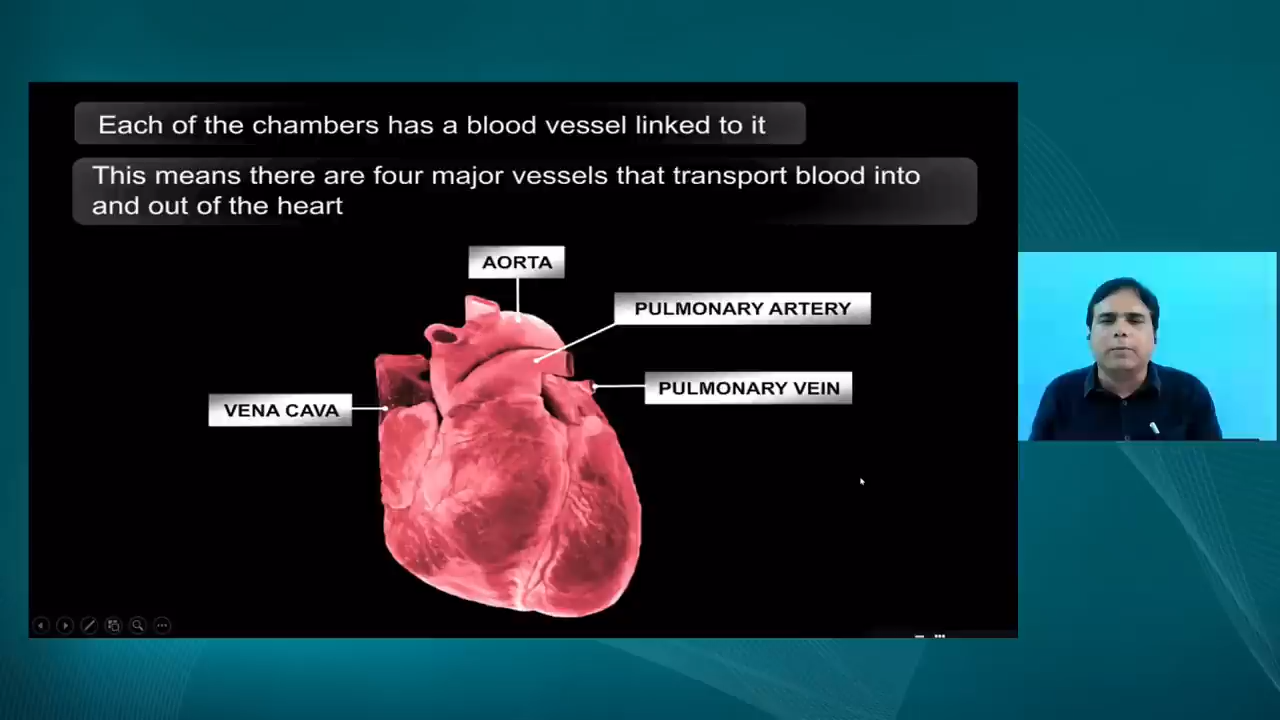 Each of the chambers has a blood vessel linked to it
This means there are four major vessels that transport blood into
and out of the heart
AORTA
PULMONARY ARTERY
PULMONARY VEIN
VENA CAVA